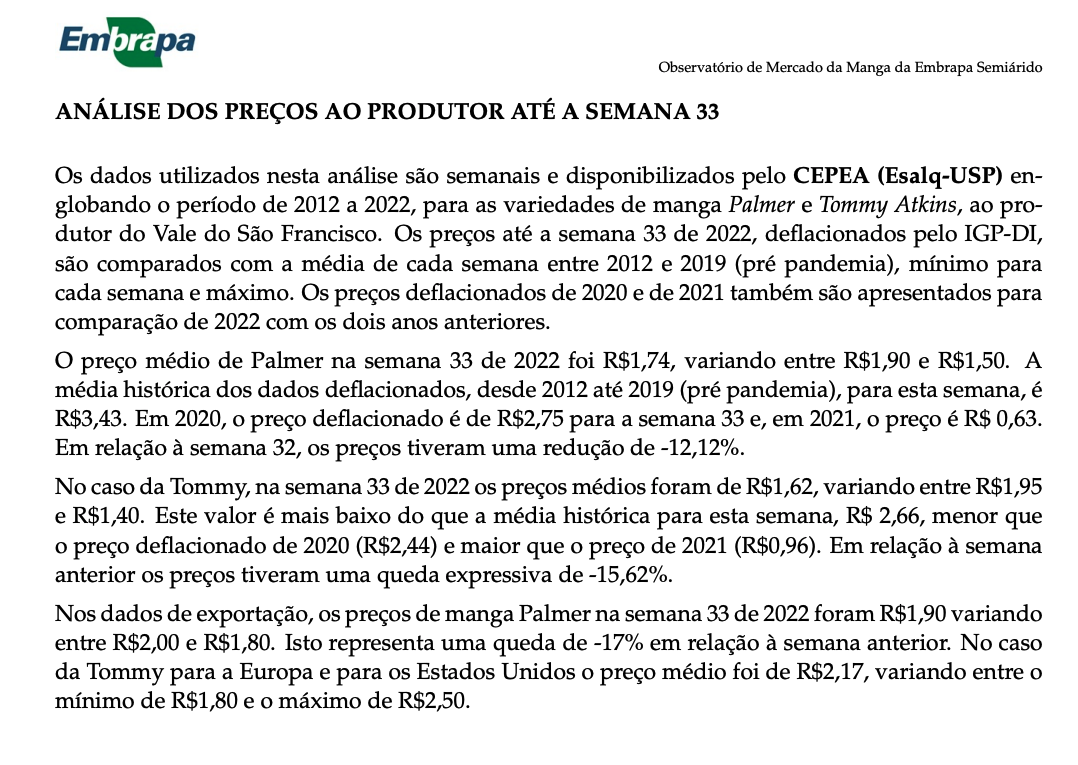 Embrapa
Observatório de Mercado da Manga da Embrapa Semiárido
ANÁLISE DOS PREÇOS AO PRODUTOR ATÉ A SEMANA 33
Os dados utilizados nesta análise são semanais e disponibilizados pelo CEPEA (Esalq-USP) en-
globando o período de 2012 a 2022, para as variedades de manga Palmer e Tommy Atkins, ao pro-
dutor do Vale do São Francisco. Os preços até a semana 33 de 2022, deflacionados pelo IGP-DI,
são comparados com a média de cada semana entre 2012 e 2019 (pré pandemia), mínimo para
cada semana e máximo. Os preços deflacionados de 2020 e de 2021 também são apresentados para
comparação de 2022 com os dois anos anteriores.
O preço médio de Palmer na semana 33 de 2022 foi R$1,74, variando entre R$1,90 e R$1,50. A
média histórica dos dados deflacionados, desde 2012 até 2019 (pré pandemia), para esta semana, é
R$3,43. Em 2020, o preço deflacionado é de R$2,75 para a semana 33 e, em 2021, o preço é R$ 0,63.
Em relação à semana 32, os preços tiveram uma redução de -12,12%.
No caso da Tommy, na semana 33 de 2022 os preços médios foram de R$1,62, variando entre R$1,95
e R$1,40. Este valor é mais baixo do que a média histórica para esta semana, R$ 2,66, menor que
o preço deflacionado de 2020 (R$2,44) e maior que o preço de 2021 (R$0,96). Em relação à semana
anterior os preços tiveram uma queda expressiva de -15,62%.
Nos dados de exportação, os preços de manga Palmer na semana 33 de 2022 foram R$1,90 variando
entre R$2,00 e R$1,80. Isto representa uma queda de -17% em relação à semana anterior. No caso
da Tommy para a Europa e para os Estados Unidos o preço médio foi de R$2,17, variando entre o
mínimo de R$1,80 e o máximo de R$2,50.